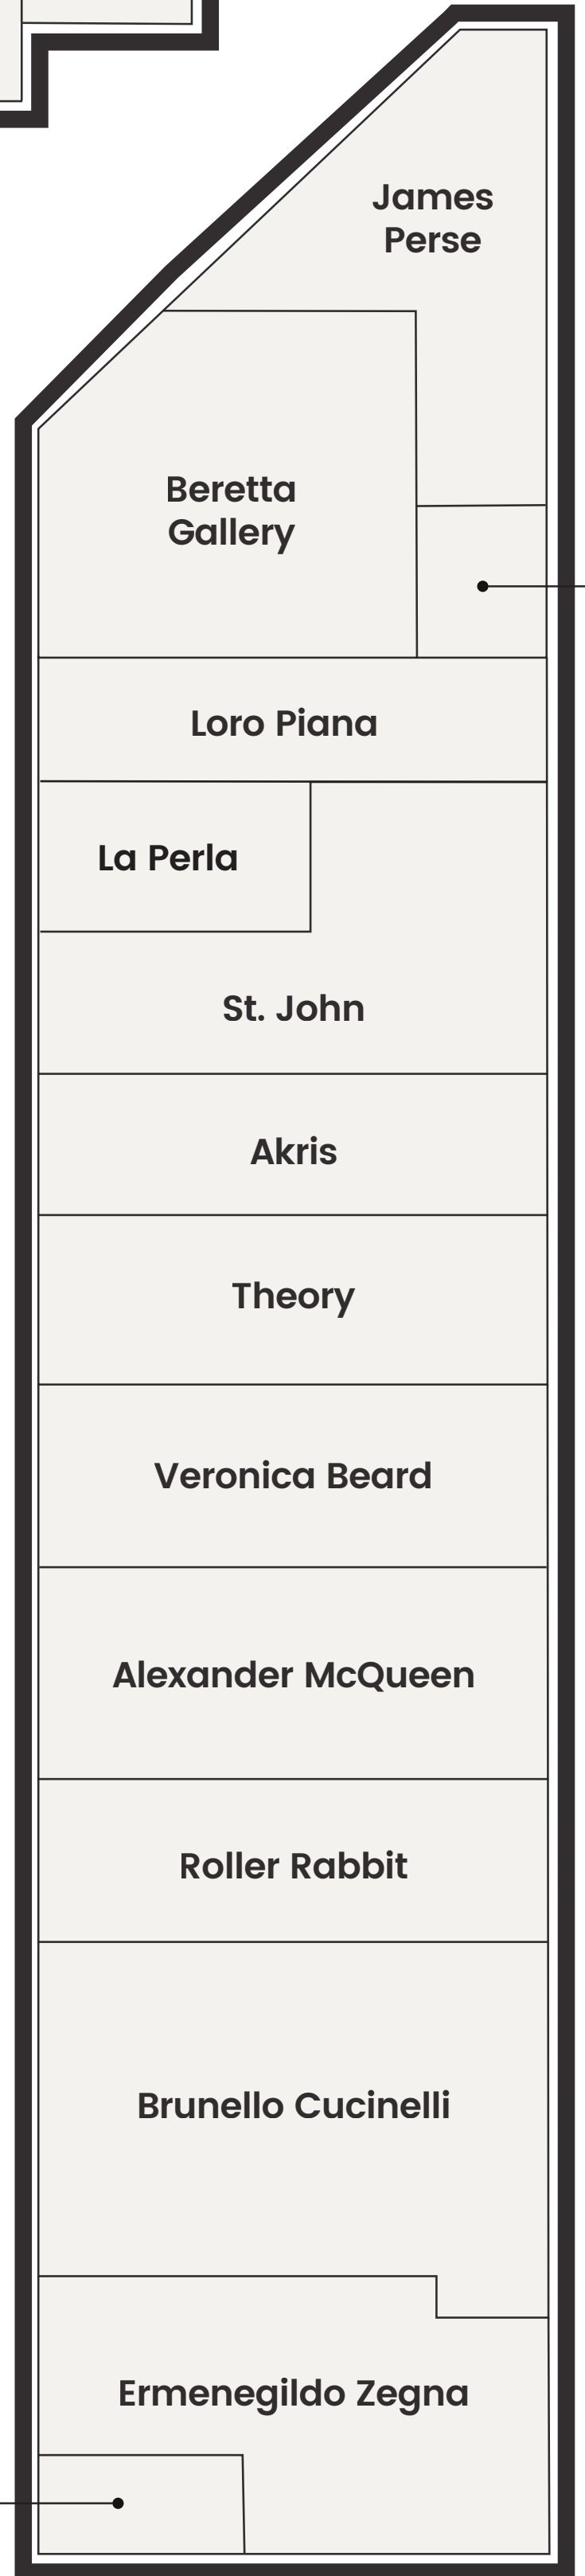 James
Perse
Beretta
Gallery
Loro Piana
La Perla
St. John
Akris
Theory
Veronica Beard
Alexander McQueen
Roller Rabbit
Brunello Cucinelli
Ermenegildo Zegna